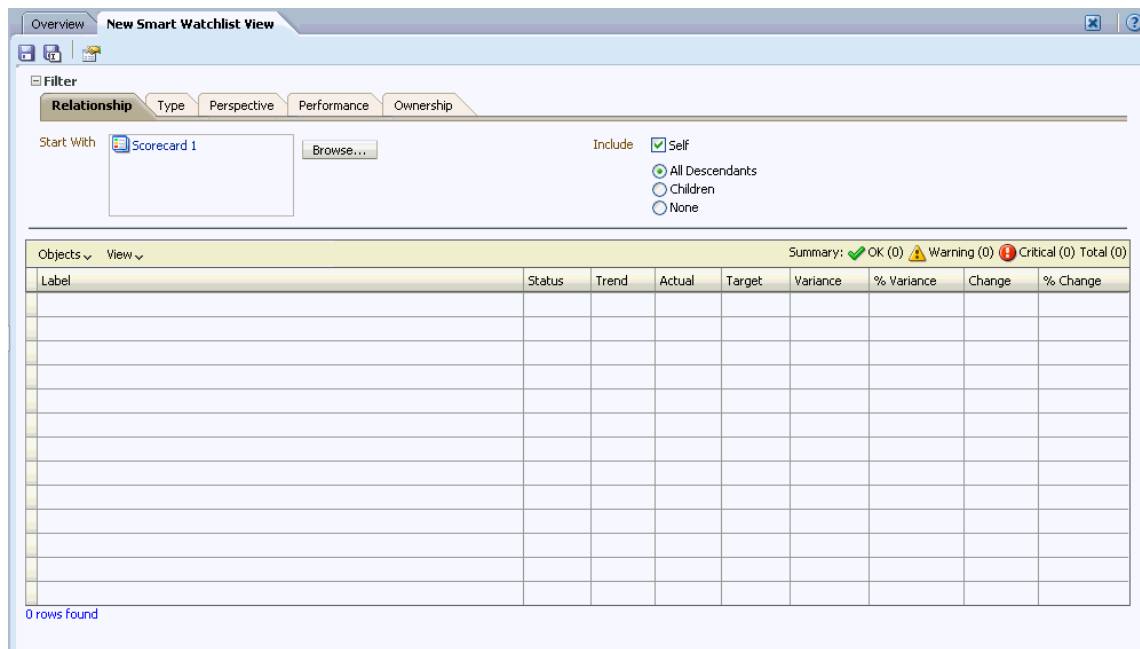 Overview New Smart Watchlist View
Filter
Relationship Type Perspective Performance Ownership
Start With Scorecard 1 Browse... Include Self
All Descendants
Children
None
Objects View Summary: OK (0) Warning (0) Critical (0) Total (0)
Label Status Trend Actual Target Variance % Variance Change % Change
0 rows found